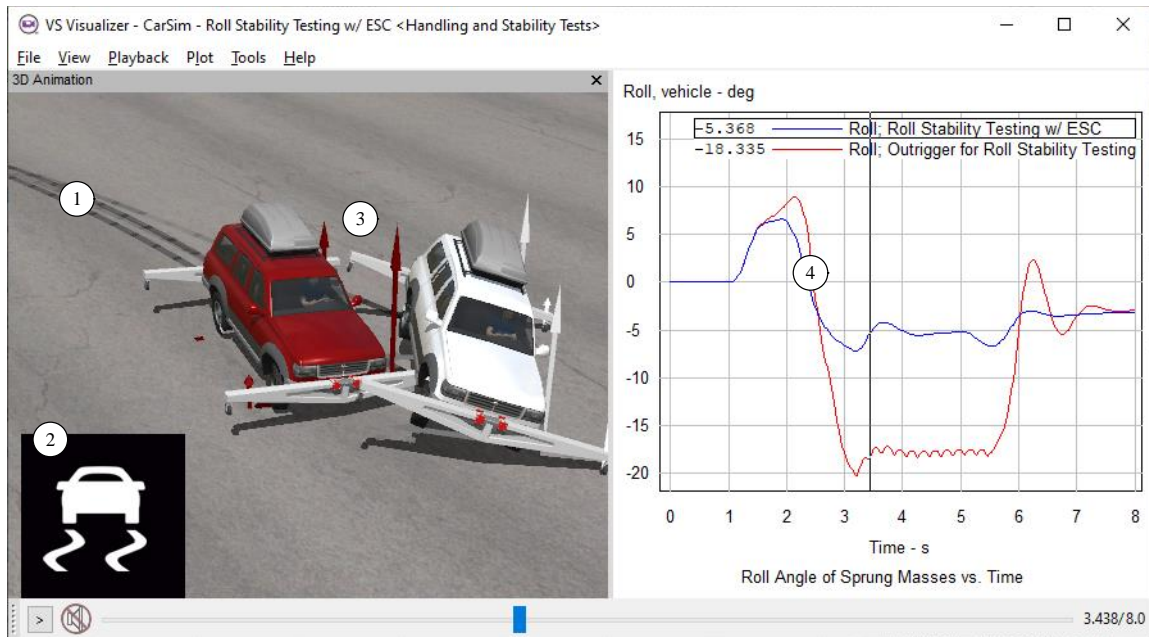 VS Visualizer - CarSim - Roll Stability Testing w/ ESC <Handling and Stability Tests>
File View Playback Plot Tools Help
3D Animation
1
3
2
Roll, vehicle - deg
-5.368 Roll; Roll Stability Testing w/ ESC
-18.335 Roll; Outrigger for Roll Stability Testing
15
10
5
0
-5
-10
-15
-20
4
0 1 2 3 4 5 6 7 8
Time - s
Roll Angle of Sprung Masses vs. Time
> 3.438/8.0